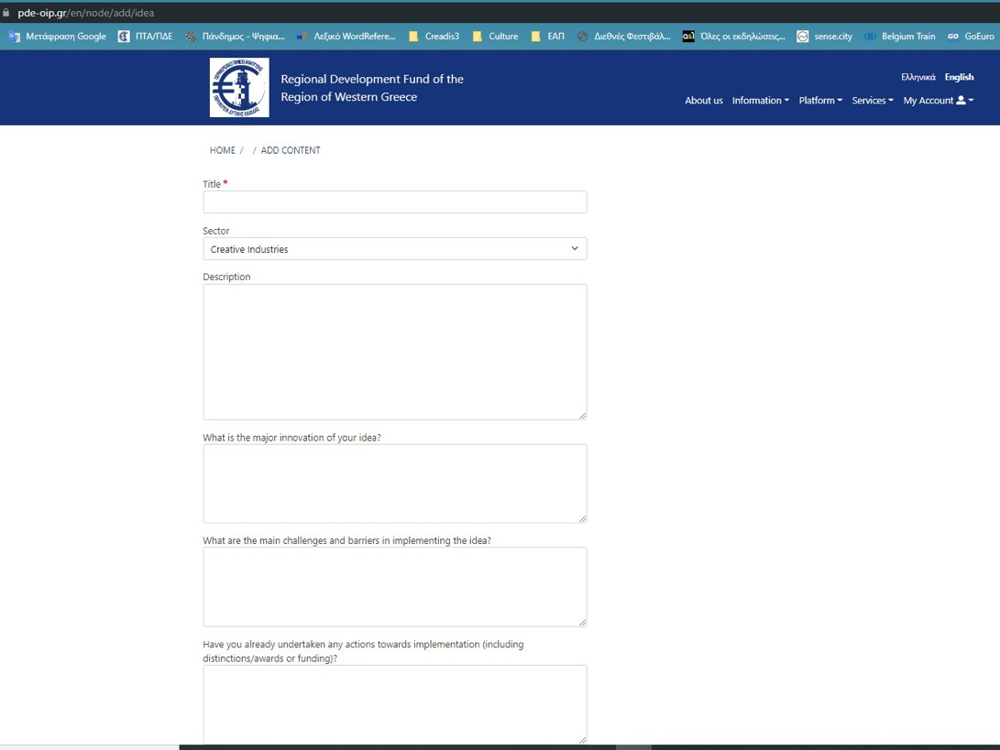 pde-oip.gr/en/node/add/idea
Μετάφραση Google ΠΤΑ/ΠΔΕ Πάνδημος - Ψηφια... Λεξικό WordRefere... Creadis3 Culture ΕΑΠ Διεθνές Φεστιβάλ... Όλες οι εκδηλώσεις... sense.city Belgium Train GO GoEuro
Regional Development Fund of the
Region of Western Greece
Ελληνικά English
About us Information Platform Services My Account
HOME / / ADD CONTENT
Title *
Sector
Creative Industries
Description
What is the major innovation of your idea?
What are the main challenges and barriers in implementing the idea?
Have you already undertaken any actions towards implementation (including
distinctions/awards or funding)?